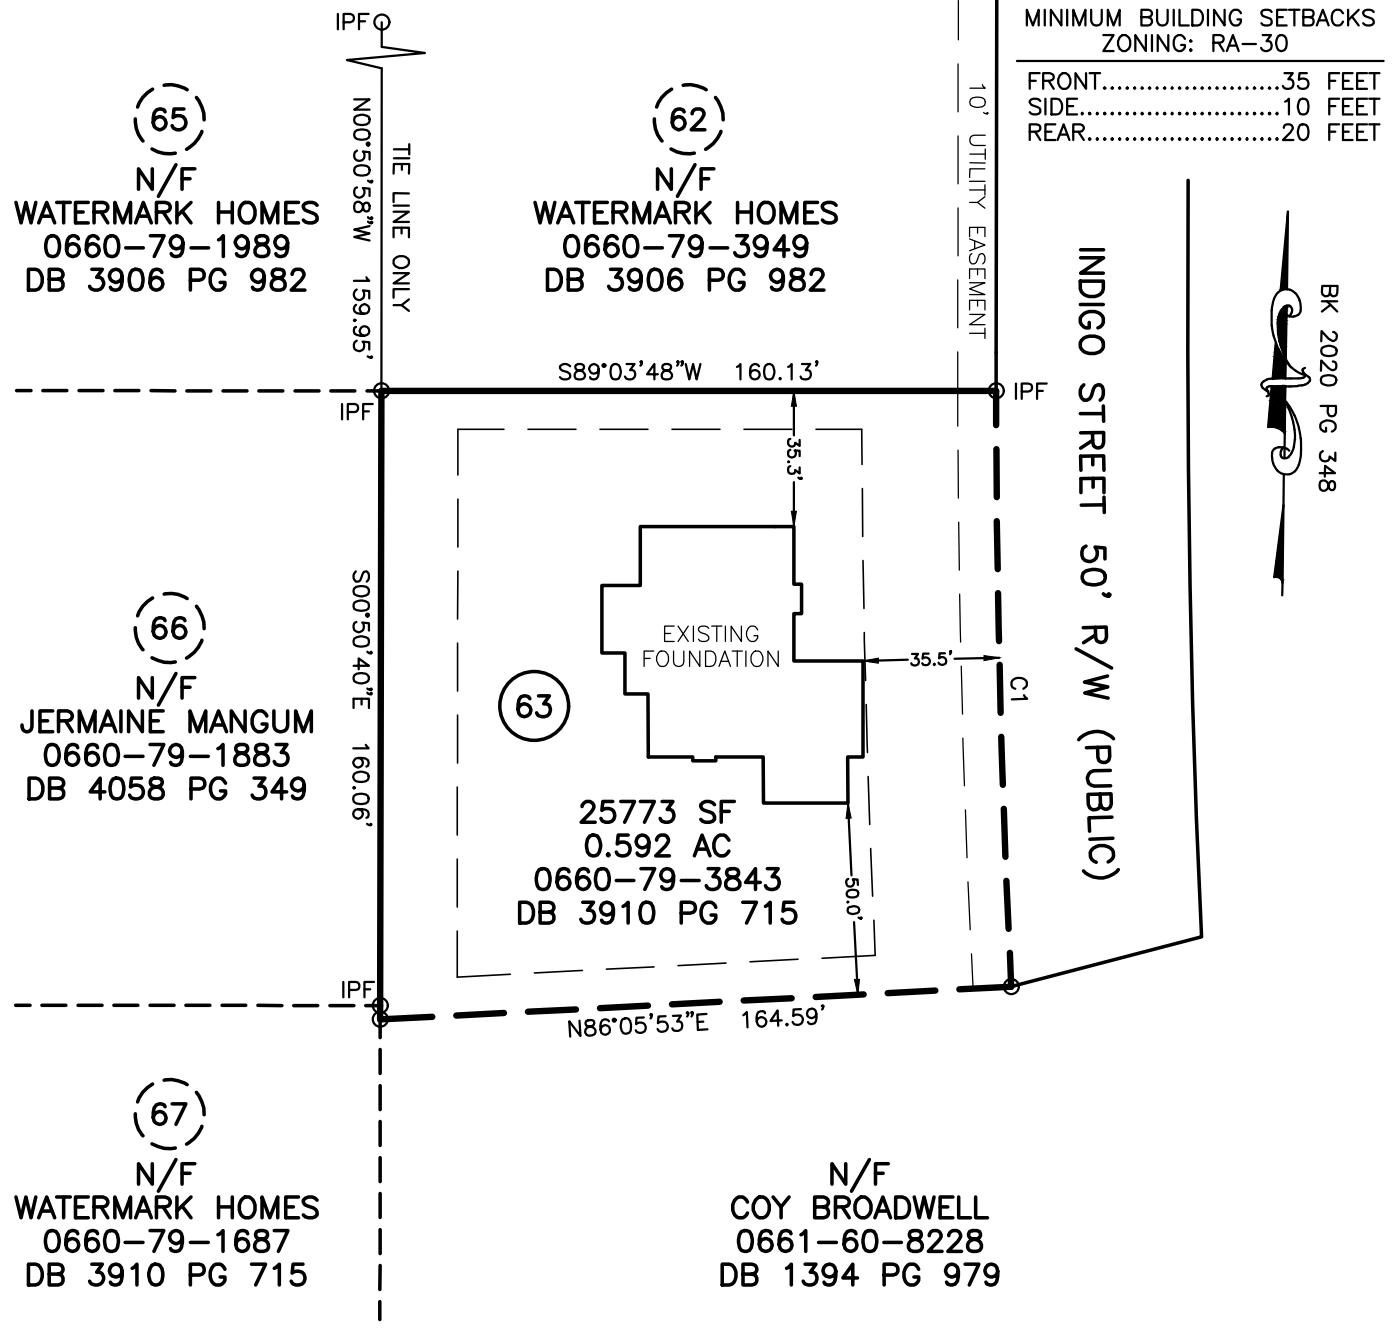 IPF
MINIMUM BUILDING SETBACKS
ZONING: RA-30
FRONT.......................35 FEET
SIDE..........................10 FEET
REAR.........................20 FEET
65
N/F
WATERMARK HOMES
0660-79-1989
DB 3906 PG 982
N00°50'58"W 159.95'
TIE LINE ONLY
62
N/F
WATERMARK HOMES
0660-79-3949
DB 3906 PG 982
10' UTILITY EASEMENT
INDIGO STREET 50' R/W (PUBLIC)
BK 2020 PG 348
S89°03'48"W 160.13'
IPF
IPF
35.3'
EXISTING
FOUNDATION
35.5'
C1
63
25773 SF
0.592 AC
0660-79-3843
DB 3910 PG 715
50.0'
66
N/F
JERMAINE MANGUM
0660-79-1883
DB 4058 PG 349
S00°50'40"E 160.06'
IPF
N86°05'53"E 164.59'
67
N/F
WATERMARK HOMES
0660-79-1687
DB 3910 PG 715
N/F
COY BROADWELL
0661-60-8228
DB 1394 PG 979